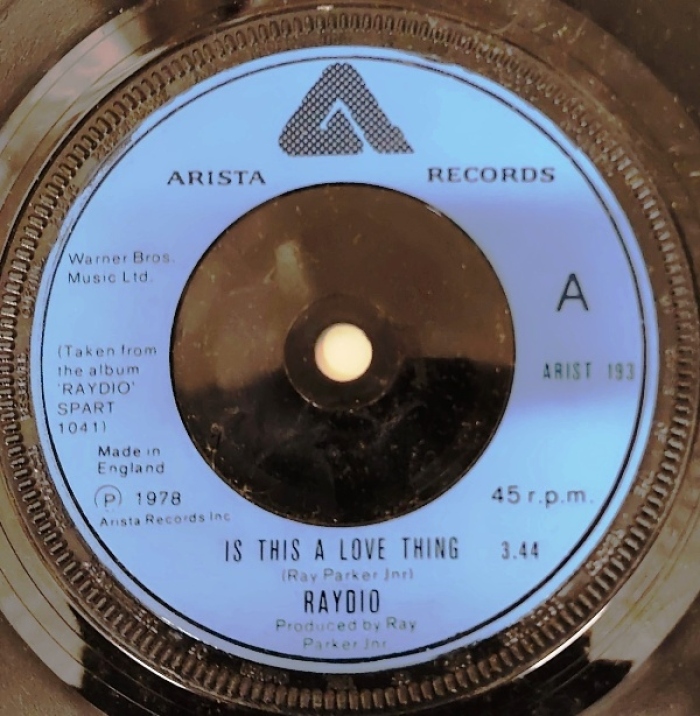 ARISTA RECORDS
Warner Bros.
Music Ltd.
A
(Taken from
the album
'RAYDIO'
SPART
1041)
ARIST 193
Made in
England
℗ 1978
Arista Records Inc
45 r.p.m.
IS THIS A LOVE THING 3.44
(Ray Parker Jnr)
RAYDIO
Produced by Ray
Parker Jnr